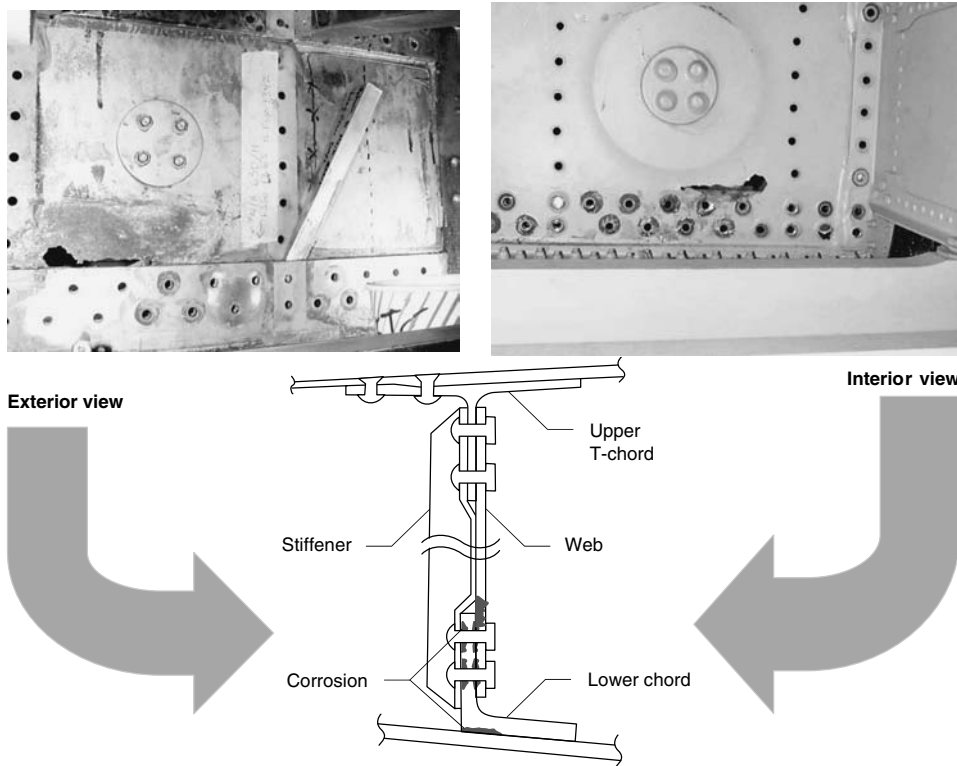 Exterior view
Interior view
Upper
T-chord
Stiffener
Web
Corrosion
Lower chord